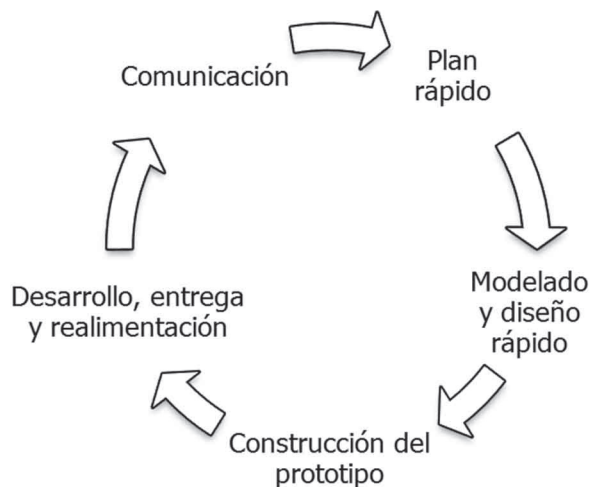 Comunicación
Plan
rápido
Modelado
y diseño
rápido
Construcción del
prototipo
Desarrollo, entrega
y realimentación